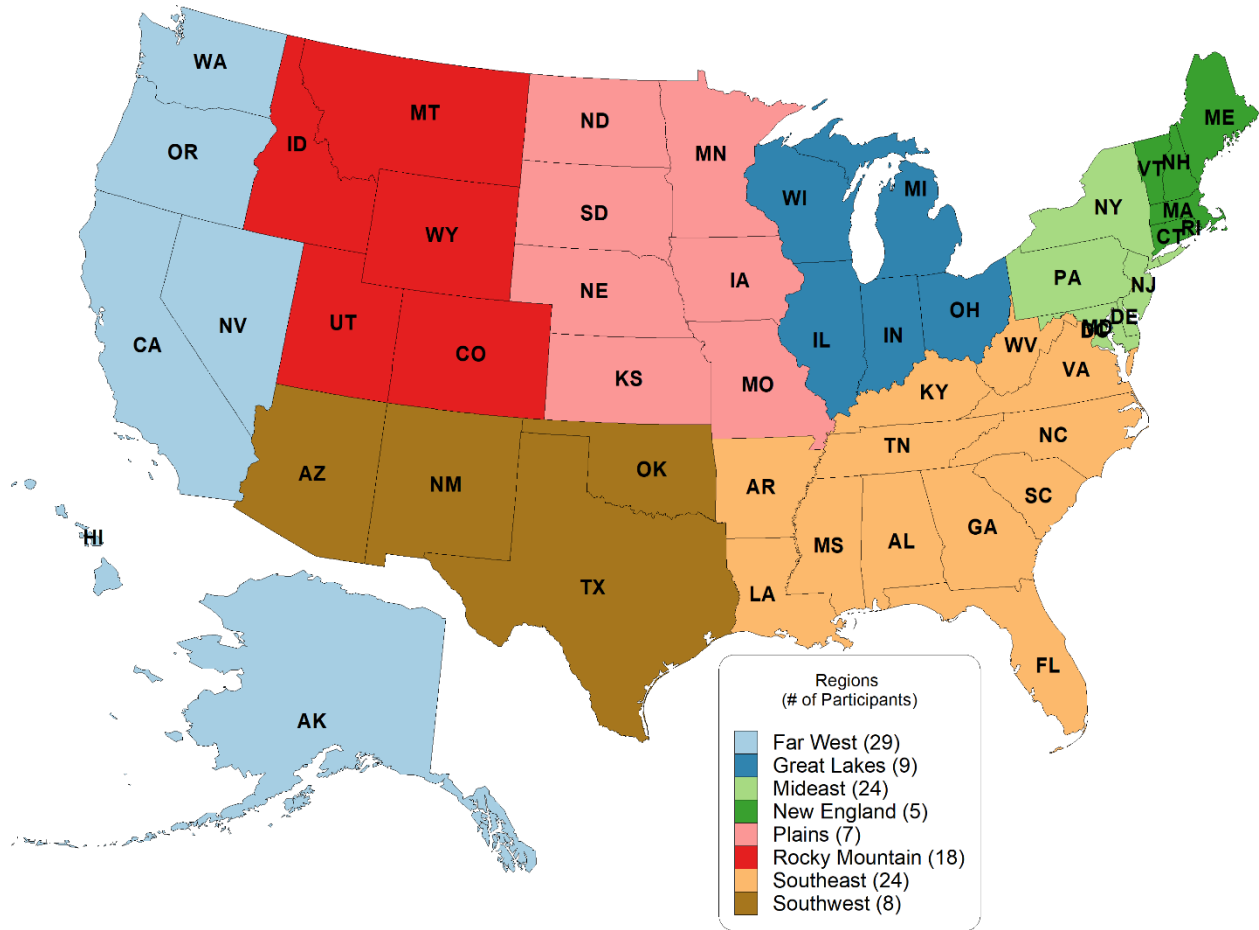 WA
MT
ND
MN
ME
OR
ID
VT
NH
WI
MI
NY
MA
SD
RI
WY
CT
IA
PA
NE
NJ
NV
UT
OH
DE
CA
CO
IL
IN
MD
DC
WV
VA
KS
MO
KY
NC
TN
AZ
NM
OK
AR
SC
GA
HI
MS
AL
TX
LA
FL
AK
Regions
(# of Participants)
Far West (29)
Great Lakes (9)
Mideast (24)
New England (5)
Plains (7)
Rocky Mountain (18)
Southeast (24)
Southwest (8)